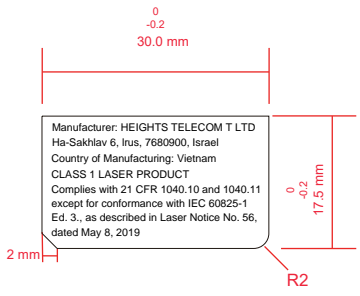 0
-0.2
30.0 mm
Manufacturer: HEIGHTS TELECOM T LTD
Ha-Sakhlav 6, Irus, 7680900, Israel
Country of Manufacturing: Vietnam
CLASS 1 LASER PRODUCT
Complies with 21 CFR 1040.10 and 1040.11
except for conformance with IEC 60825-1
Ed. 3., as described in Laser Notice No. 56,
dated May 8, 2019
0
-0.2
17.5 mm
2 mm
R2